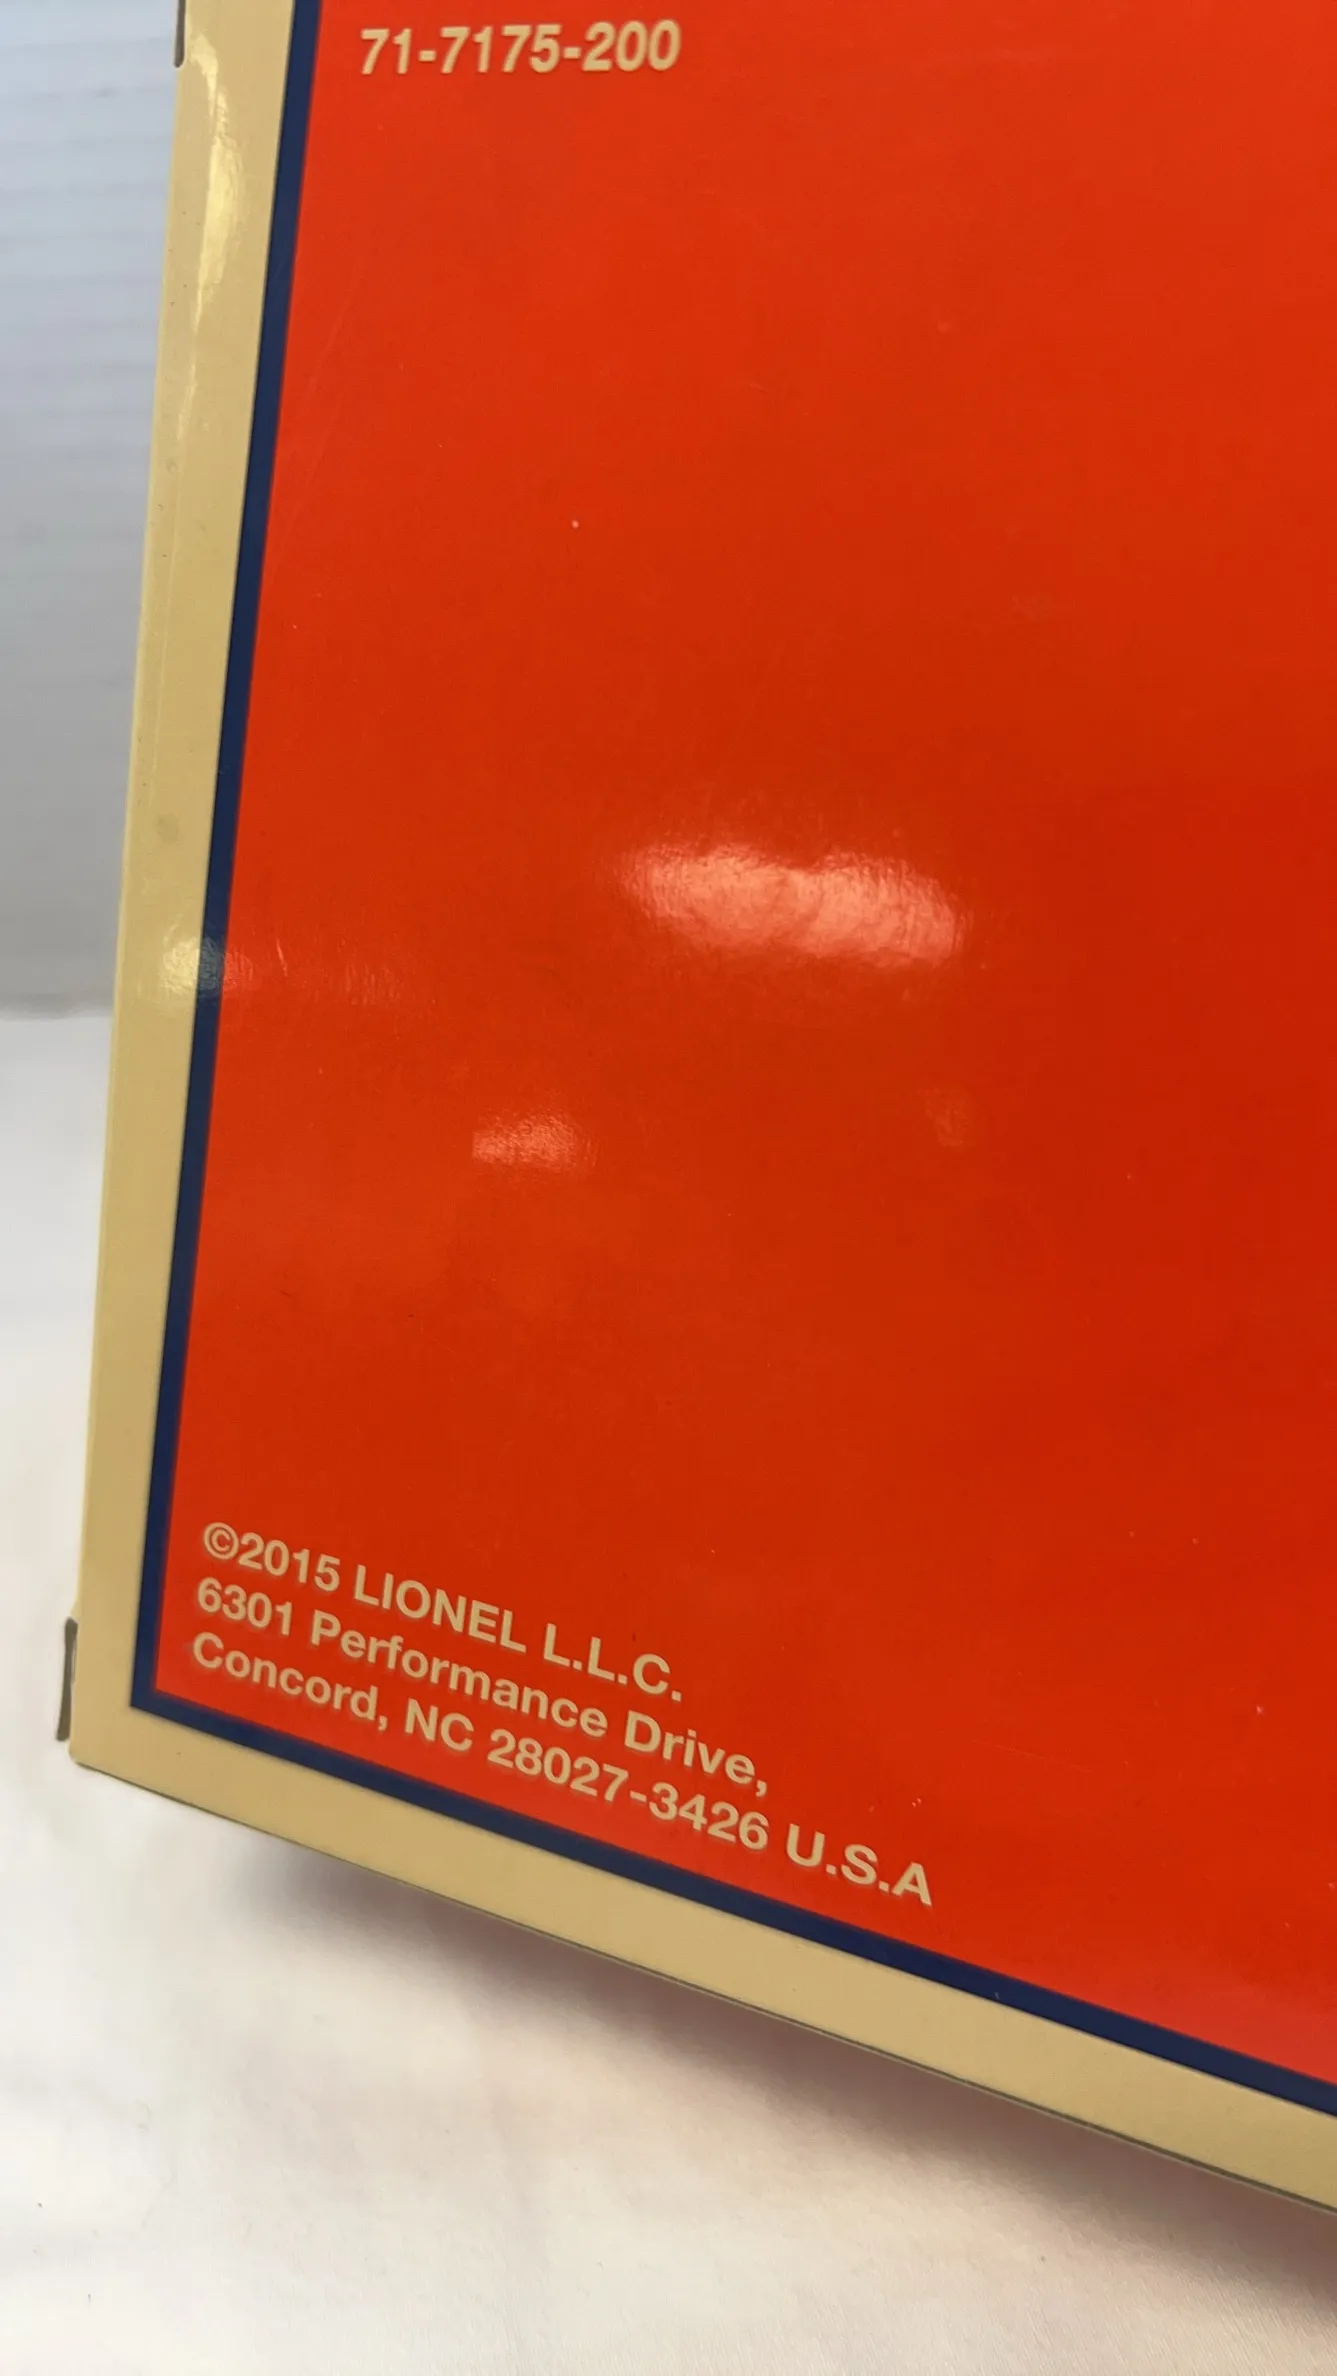 71-7175-200
©2015 LIONEL L.L.C.
6301 Performance Drive,
Concord, NC 28027-3426 U.S.A